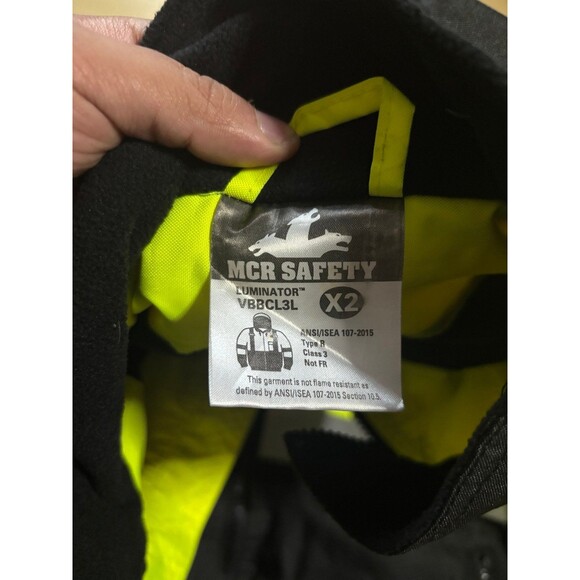 MCR SAFETY
LUMINATOR™
VBBCL3L
X2
ANSI/ISEA 107-2015
Type R
Class 3
Not FR
This garment is not flame resistant as
defined by ANSI/ISEA 107-2015 Section 10.5.